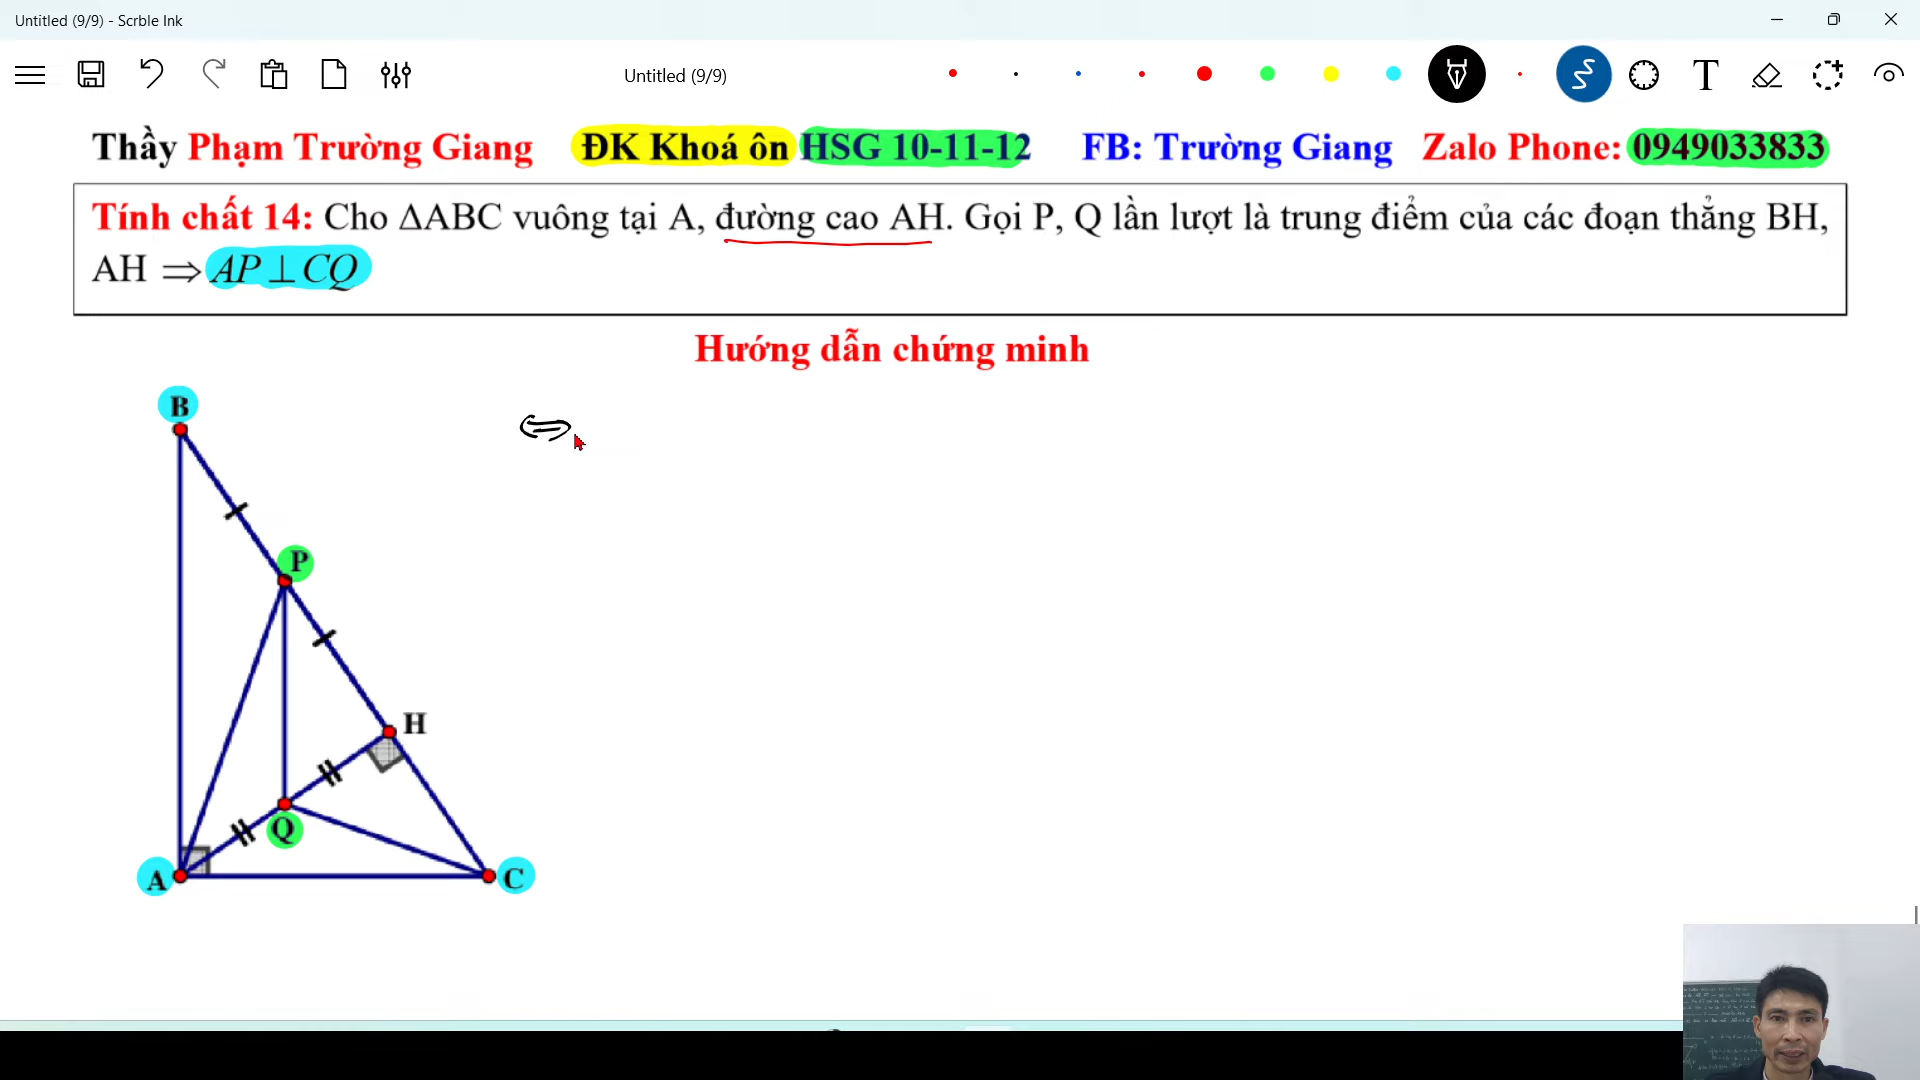 Untitled (9/9) - Scrble Ink
Untitled (9/9)
T
Thầy Phạm Trường Giang ĐK Khoá ôn HSG 10-11-12 FB: Trường Giang Zalo Phone: 0949033833
Tính chất 14: Cho ΔABC vuông tại A, đường cao AH. Gọi P, Q lần lượt là trung điểm của các đoạn thẳng BH,
AH ⇒ AP ⊥ CQ
Hướng dẫn chứng minh
B
P
H
Q
A
C